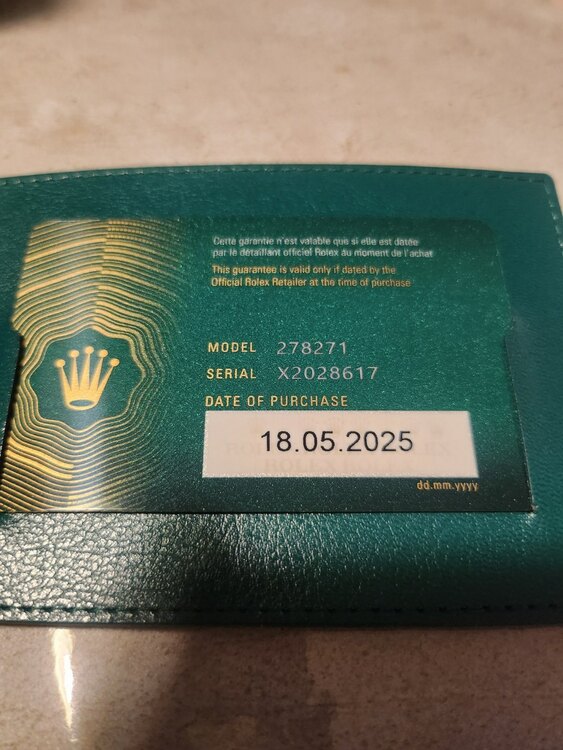 Cette garantie n'est valable que si elle est datée
par le détaillant officiel Rolex au moment de l'achat
This guarantee is valid only if dated by the
Official Rolex Retailer at the time of purchase
MODEL 278271
SERIAL X2028617
DATE OF PURCHASE
18.05.2025
dd.mm.yyyy